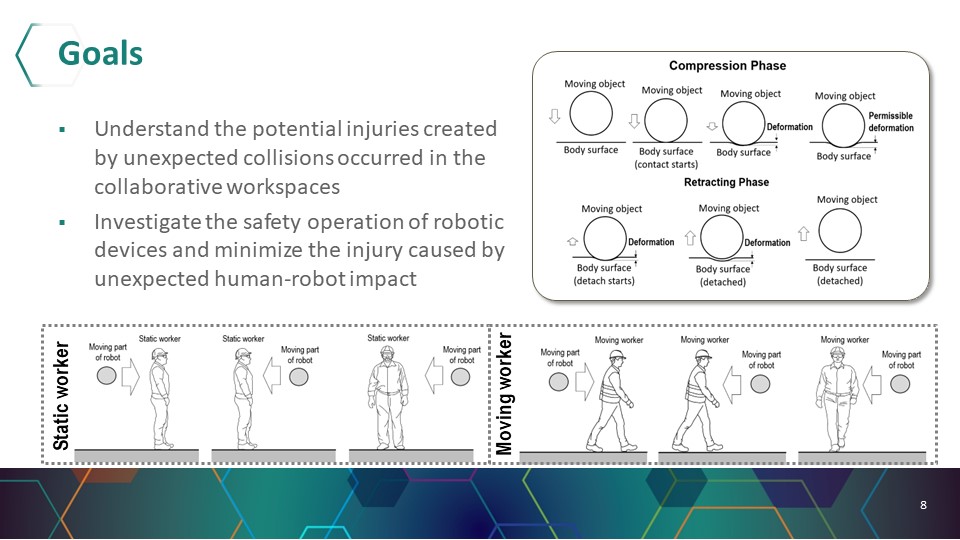 Goals
▪ Understand the potential injuries created
by unexpected collisions occurred in the
collaborative workspaces
▪ Investigate the safety operation of robotic
devices and minimize the injury caused by
unexpected human-robot impact
Compression Phase
Moving object
Body surface
Moving object
Body surface
(contact starts)
Moving object
Deformation
Body surface
Moving object
Permissible
deformation
Body surface
Retracting Phase
Moving object
Deformation
Body surface
(detach starts)
Moving object
Deformation
Body surface
(detached)
Moving object
Body surface
(detached)
Static worker
Moving part
of robot
Static worker
Static worker
Moving part
of robot
Static worker
Moving part
of robot
Moving worker
Moving part
of robot
Moving worker
Moving worker
Moving part
of robot
Moving worker
Moving part
of robot
8